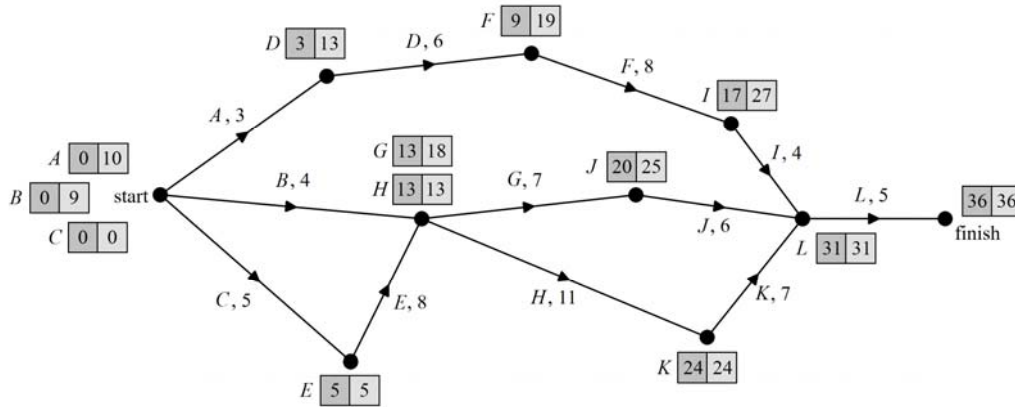 F 9 19
D 3 13
D, 6
F, 8
I 17 27
A, 3
A 0 10
G 13 18
I, 4
J 20 25
B 0 9
start
B, 4
H 13 13
G, 7
L, 5
36 36
C 0 0
J, 6
finish
L 31 31
C, 5
E, 8
H, 11
K, 7
E 5 5
K 24 24